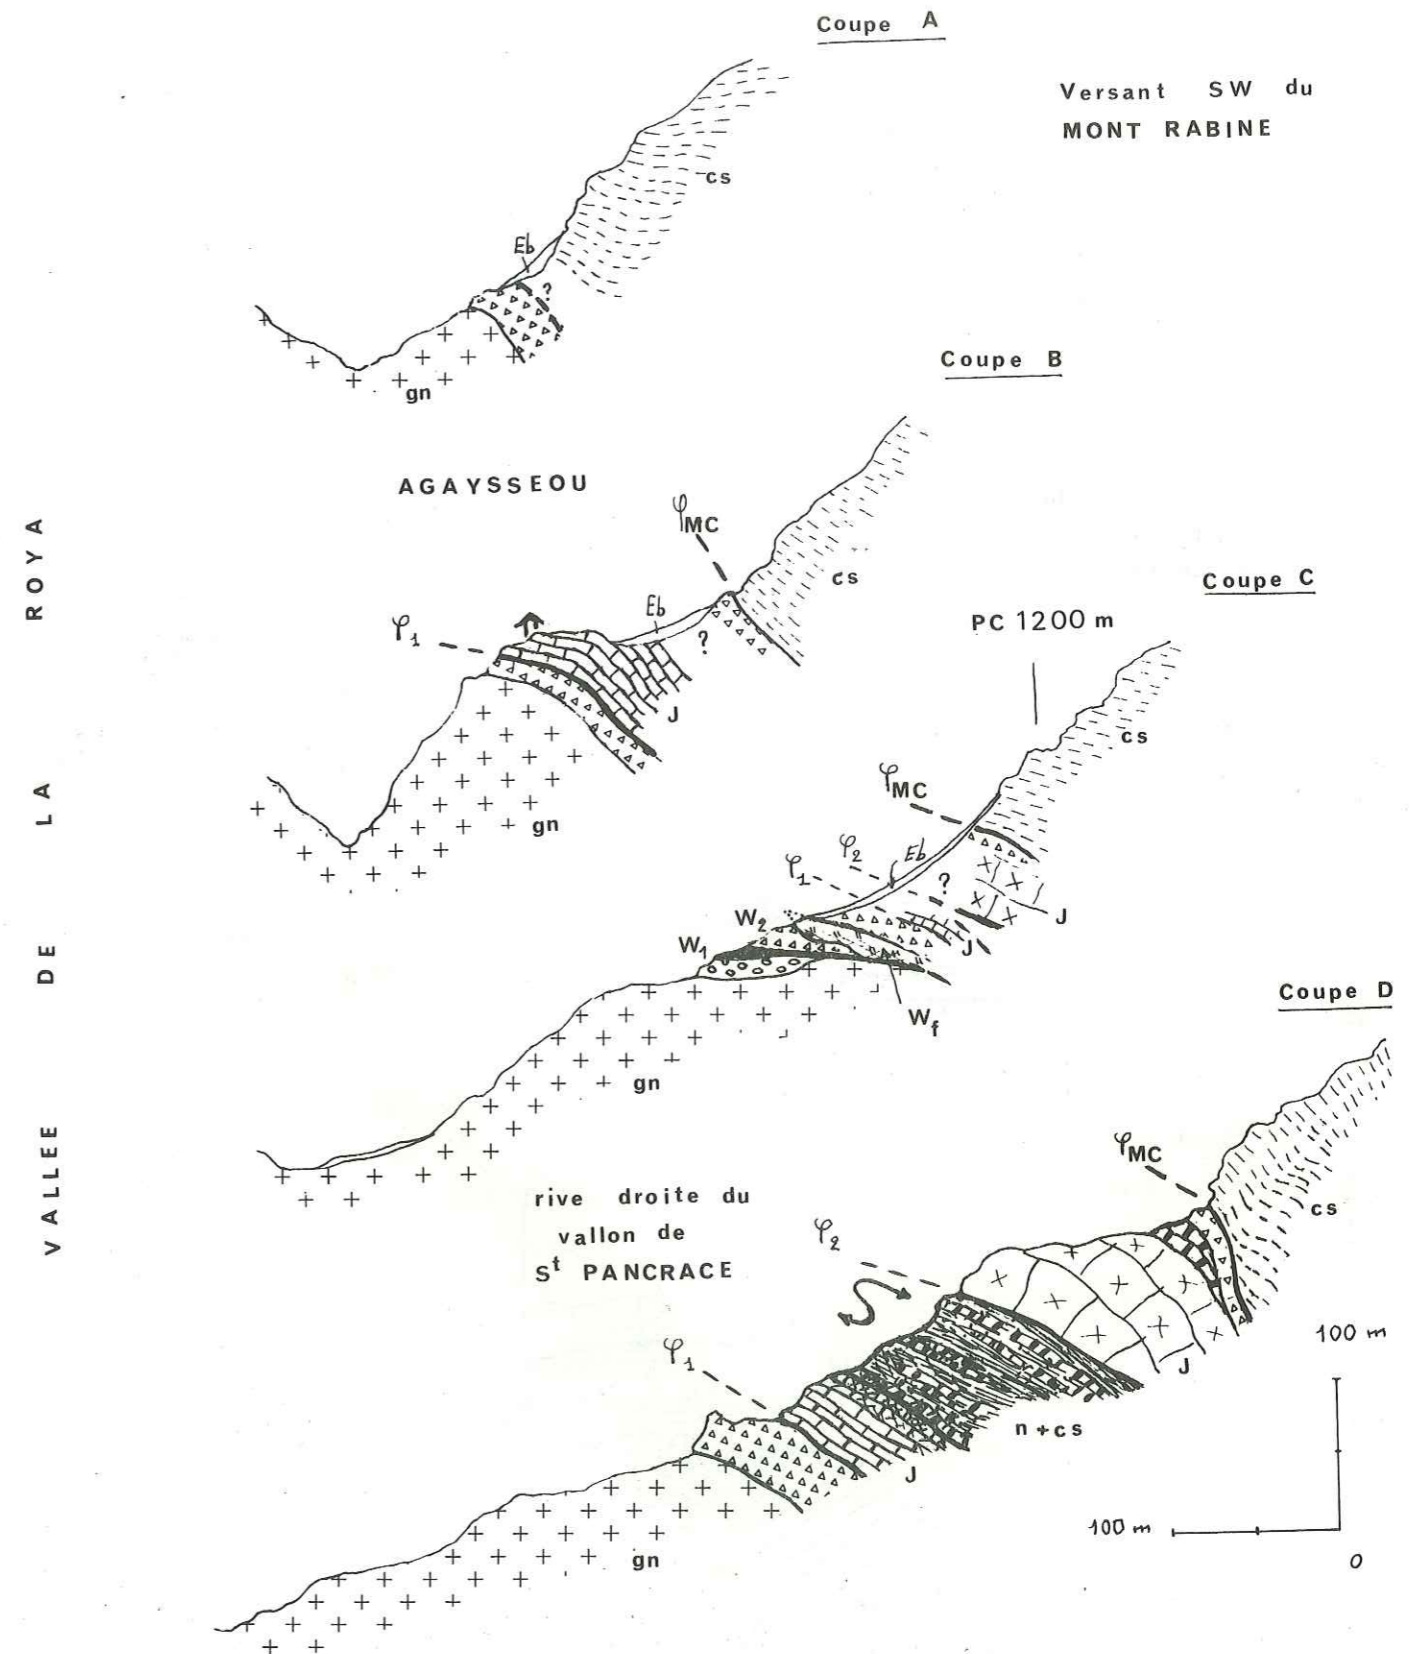 Coupe A
Versant SW du
MONT RABINE
cs
Eb
?
gn
Coupe B
AGAYSSEOU
φMC
cs
Eb
φ1
?
J
gn
Coupe C
PC 1200 m
cs
φMC
φ2
Eb
φ1
?
W2
J
W1
J
Wf
gn
Coupe D
φMC
rive droite du
vallon de
St PANCRACE
cs
φ2
φ1
100 m
J
n+cs
J
100 m
gn
0
VALLEE DE LA ROYA